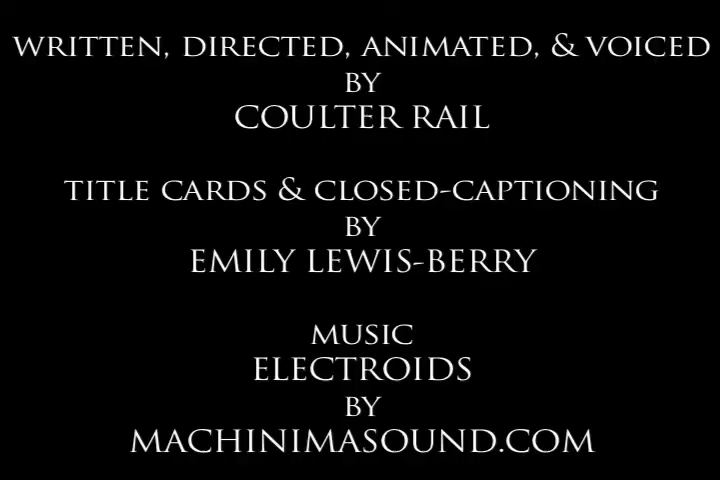 WRITTEN, DIRECTED, ANIMATED, & VOICED
BY
COULTER RAIL
TITLE CARDS & CLOSED-CAPTIONING
BY
EMILY LEWIS-BERRY
MUSIC
ELECTROIDS
BY
MACHINIMASOUND.COM